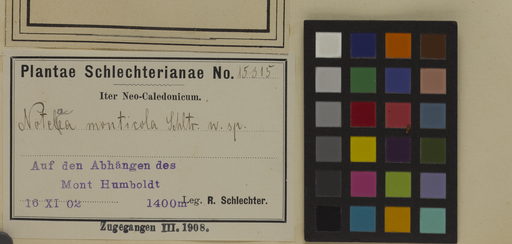 Plantae Schlechterianae No. 15315
Iter Neo-Caledonicum.
Notelaea monticola Schltr. n. sp.
Auf den Abhängen des
Mont Humboldt
16 XI 02 1400m Leg. R. Schlechter.
Zugegangen III. 1908.